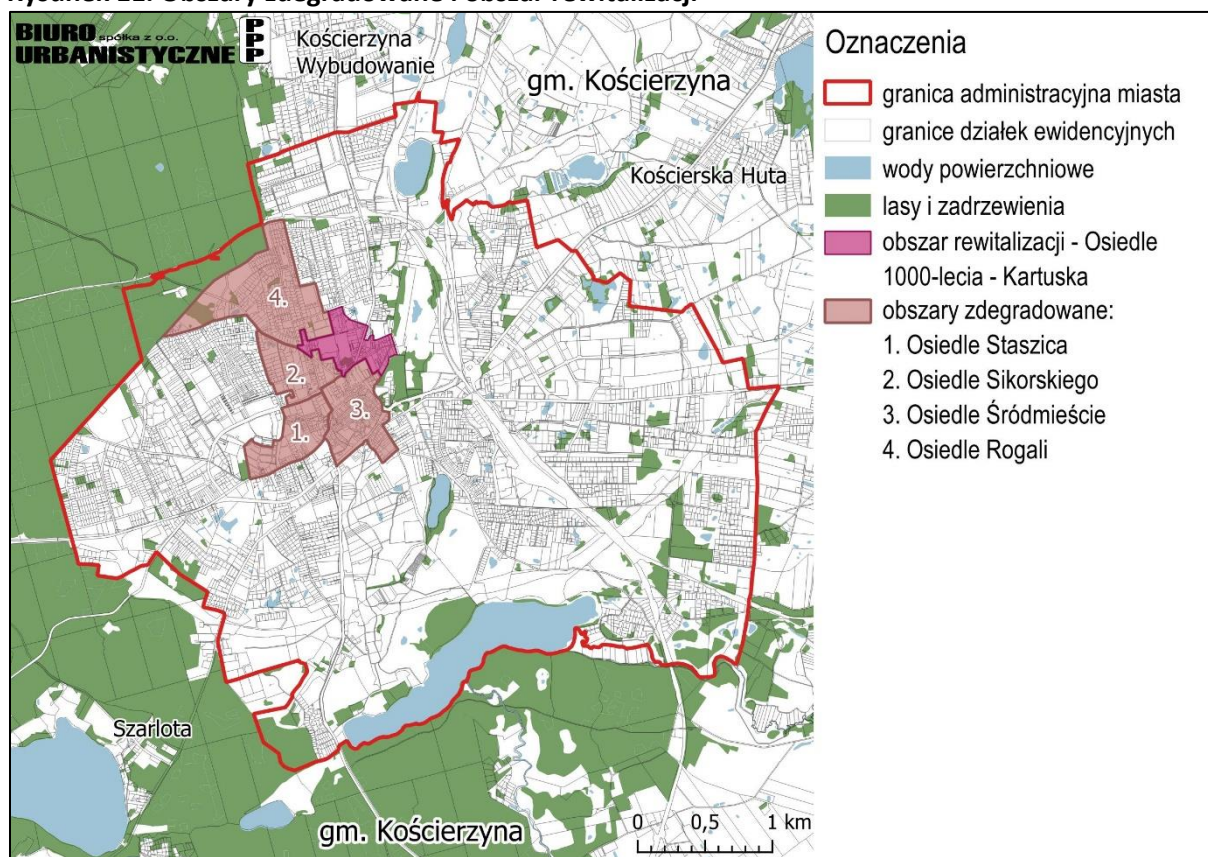 Rysunek 22. Obszary zdegradowane i obszar rewitalizacji
BIURO spółka z o.o.
URBANISTYCZNE
P
P
P
Kościerzyna
Wybudowanie
gm. Kościerzyna
Kościerska Huta
4.
2.
3.
1.
Szarlota
gm. Kościerzyna
0 0,5 1 km
Oznaczenia
granica administracyjna miasta
granice działek ewidencyjnych
wody powierzchniowe
lasy i zadrzewienia
obszar rewitalizacji - Osiedle
1000-lecia - Kartuska
obszary zdegradowane:
1. Osiedle Staszica
2. Osiedle Sikorskiego
3. Osiedle Śródmieście
4. Osiedle Rogali